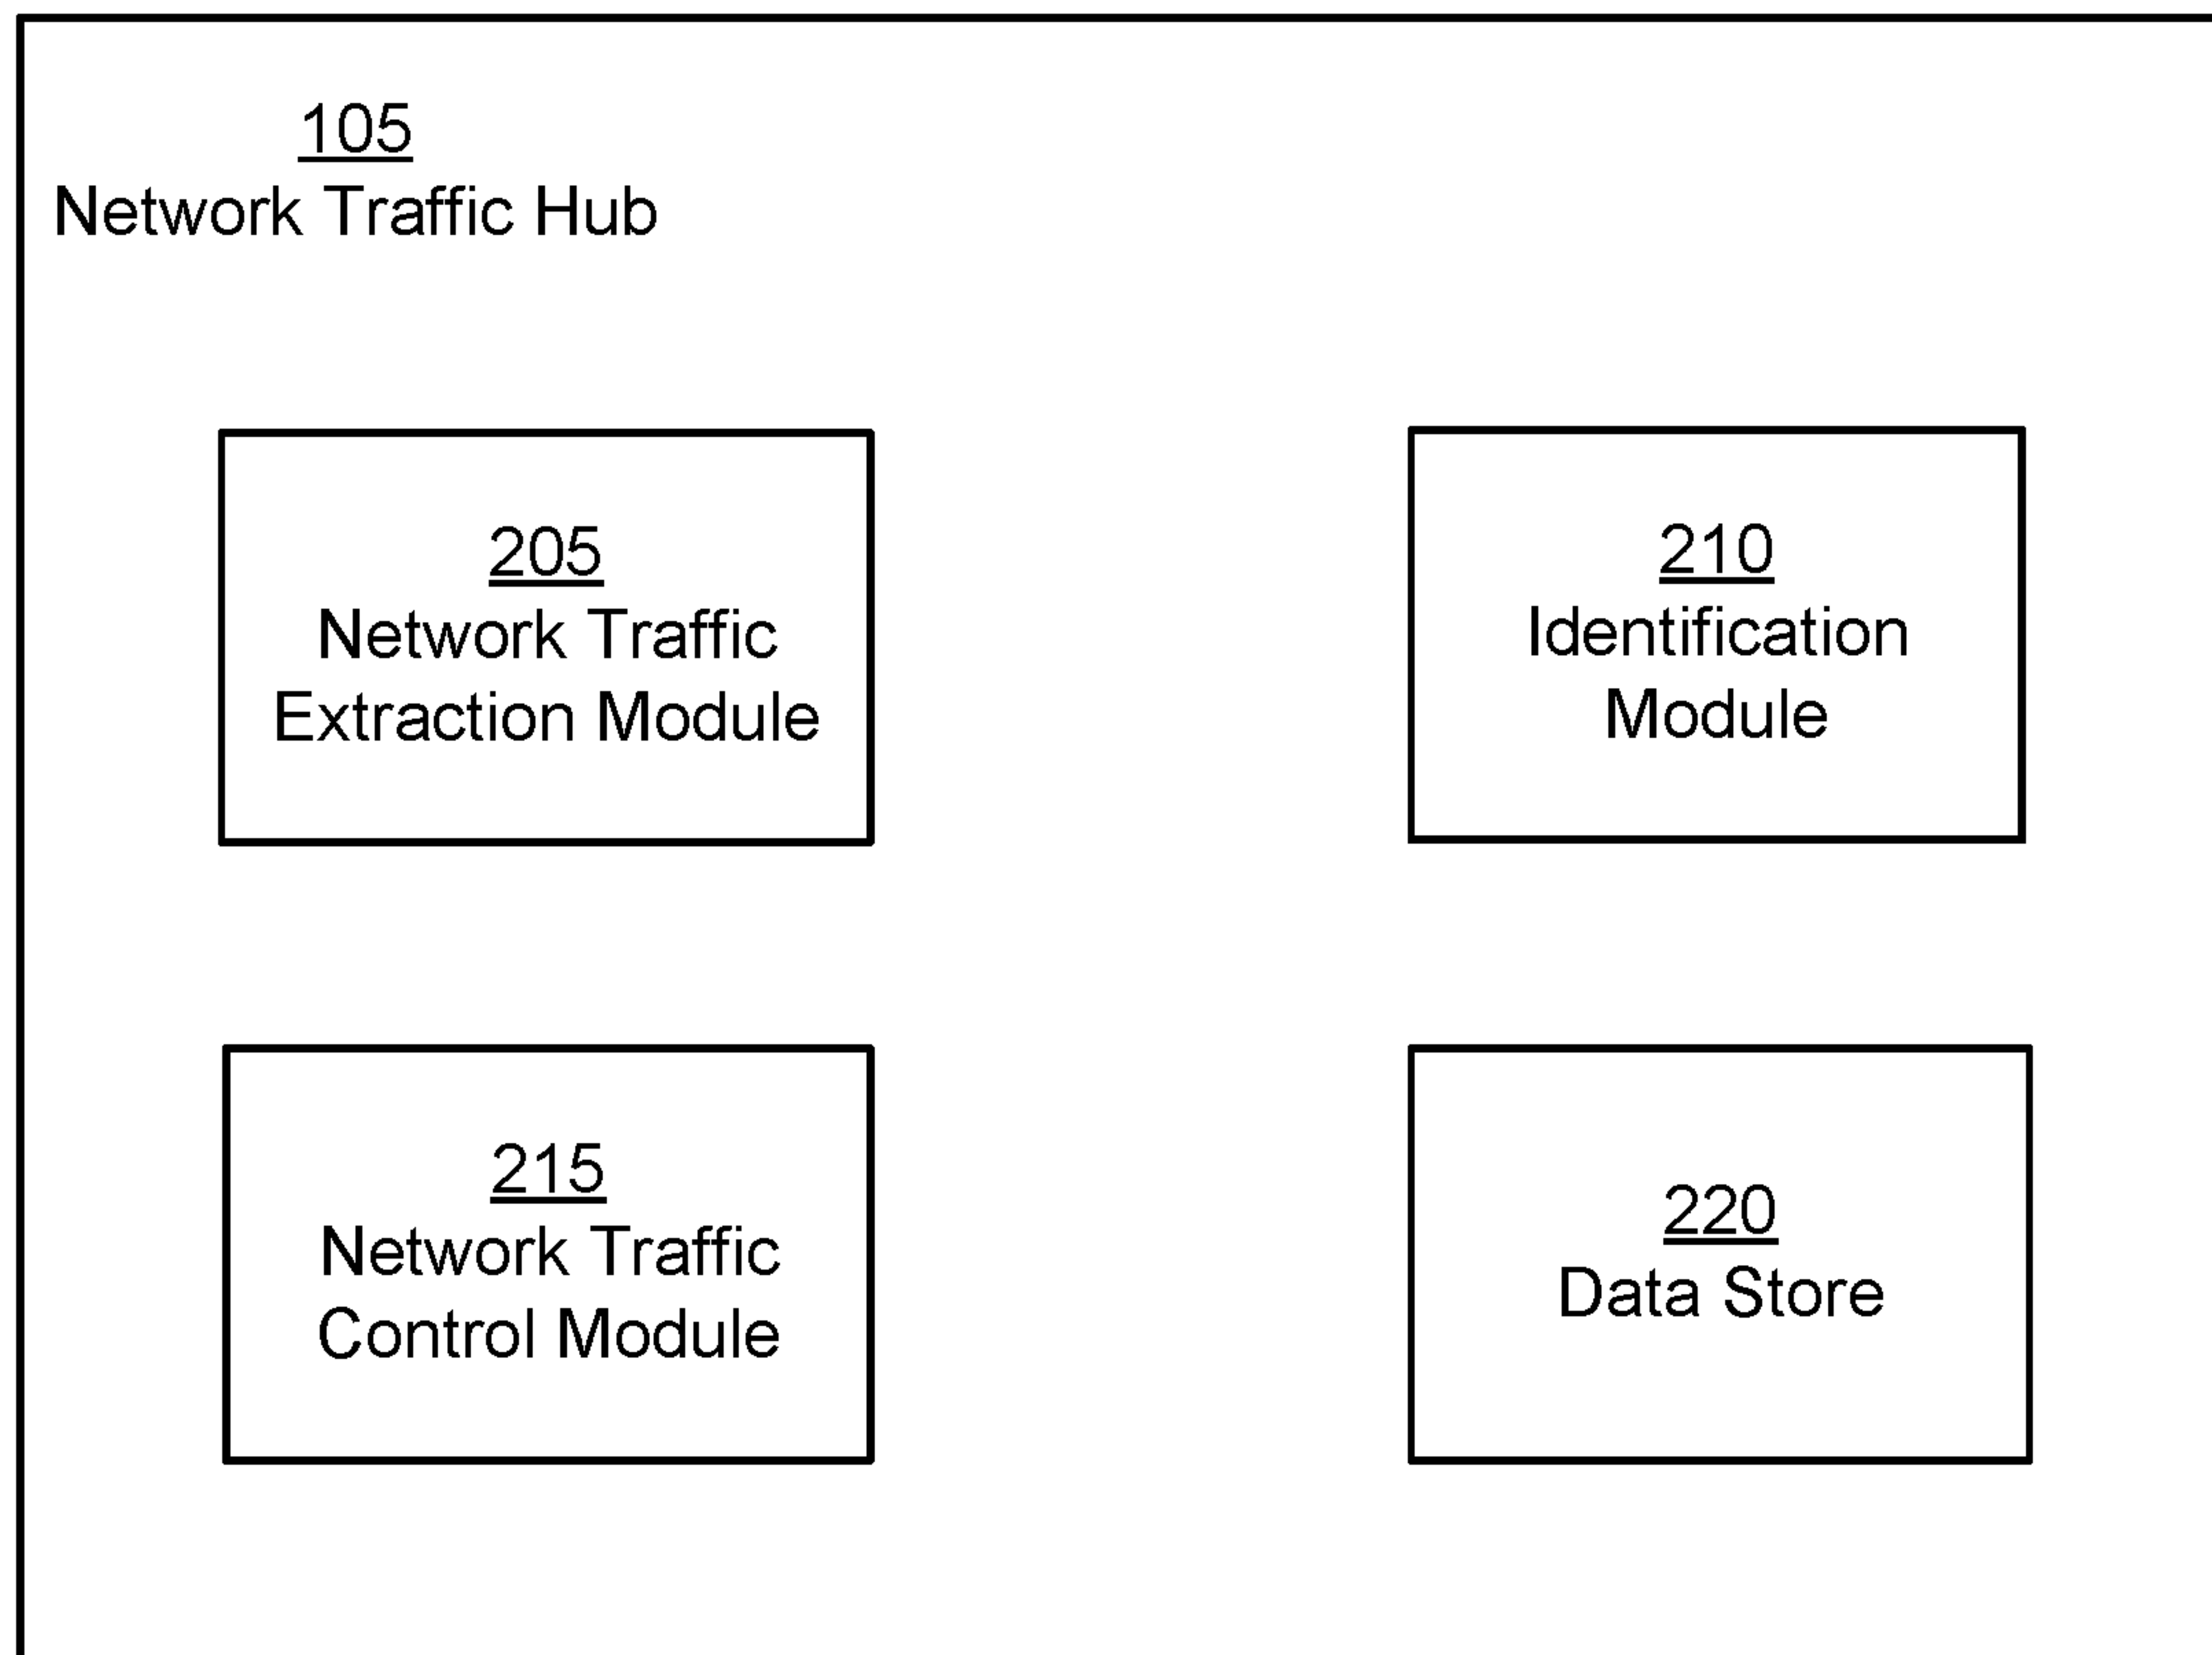 105
Network Traffic Hub
205
Network Traffic
Extraction Module
210
Identification
Module
215
Network Traffic
Control Module
220
Data Store